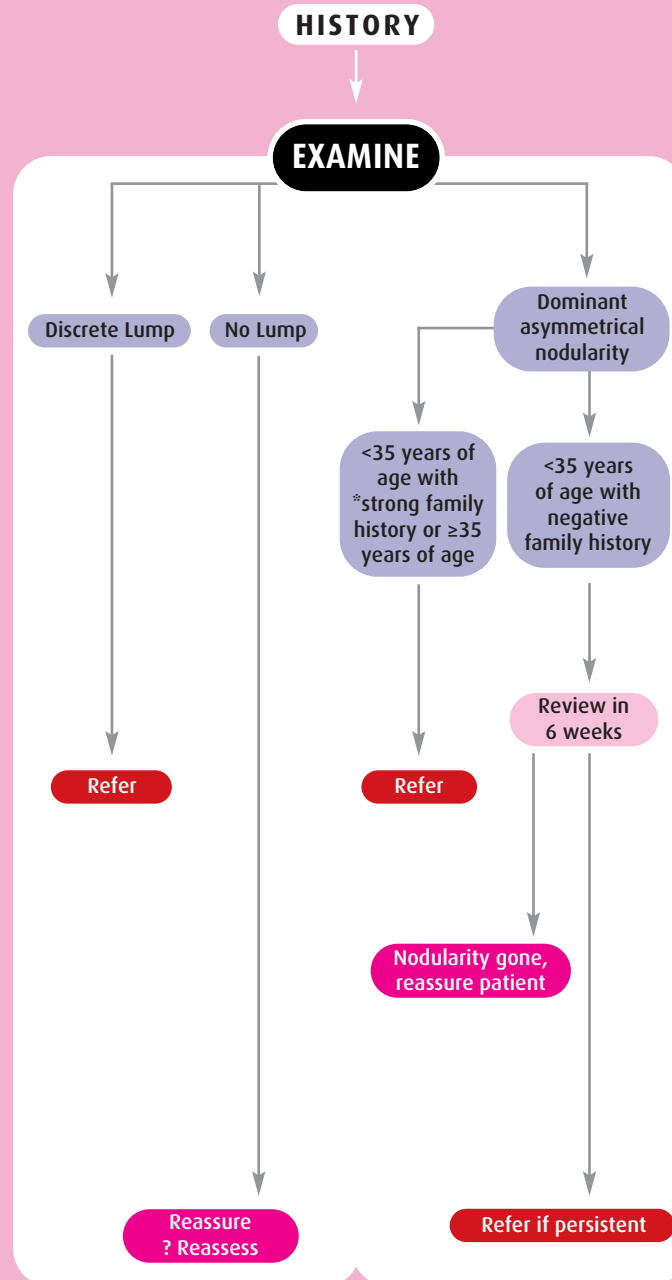 HISTORY
EXAMINE
Discrete Lump
No Lump
Dominant
asymmetrical
nodularity
<35 years of
age with
*strong family
history or ≥35
years of age
<35 years
of age with
negative
family history
Review in
6 weeks
Refer
Refer
Nodularity gone,
reassure patient
Reassure
? Reassess
Refer if persistent